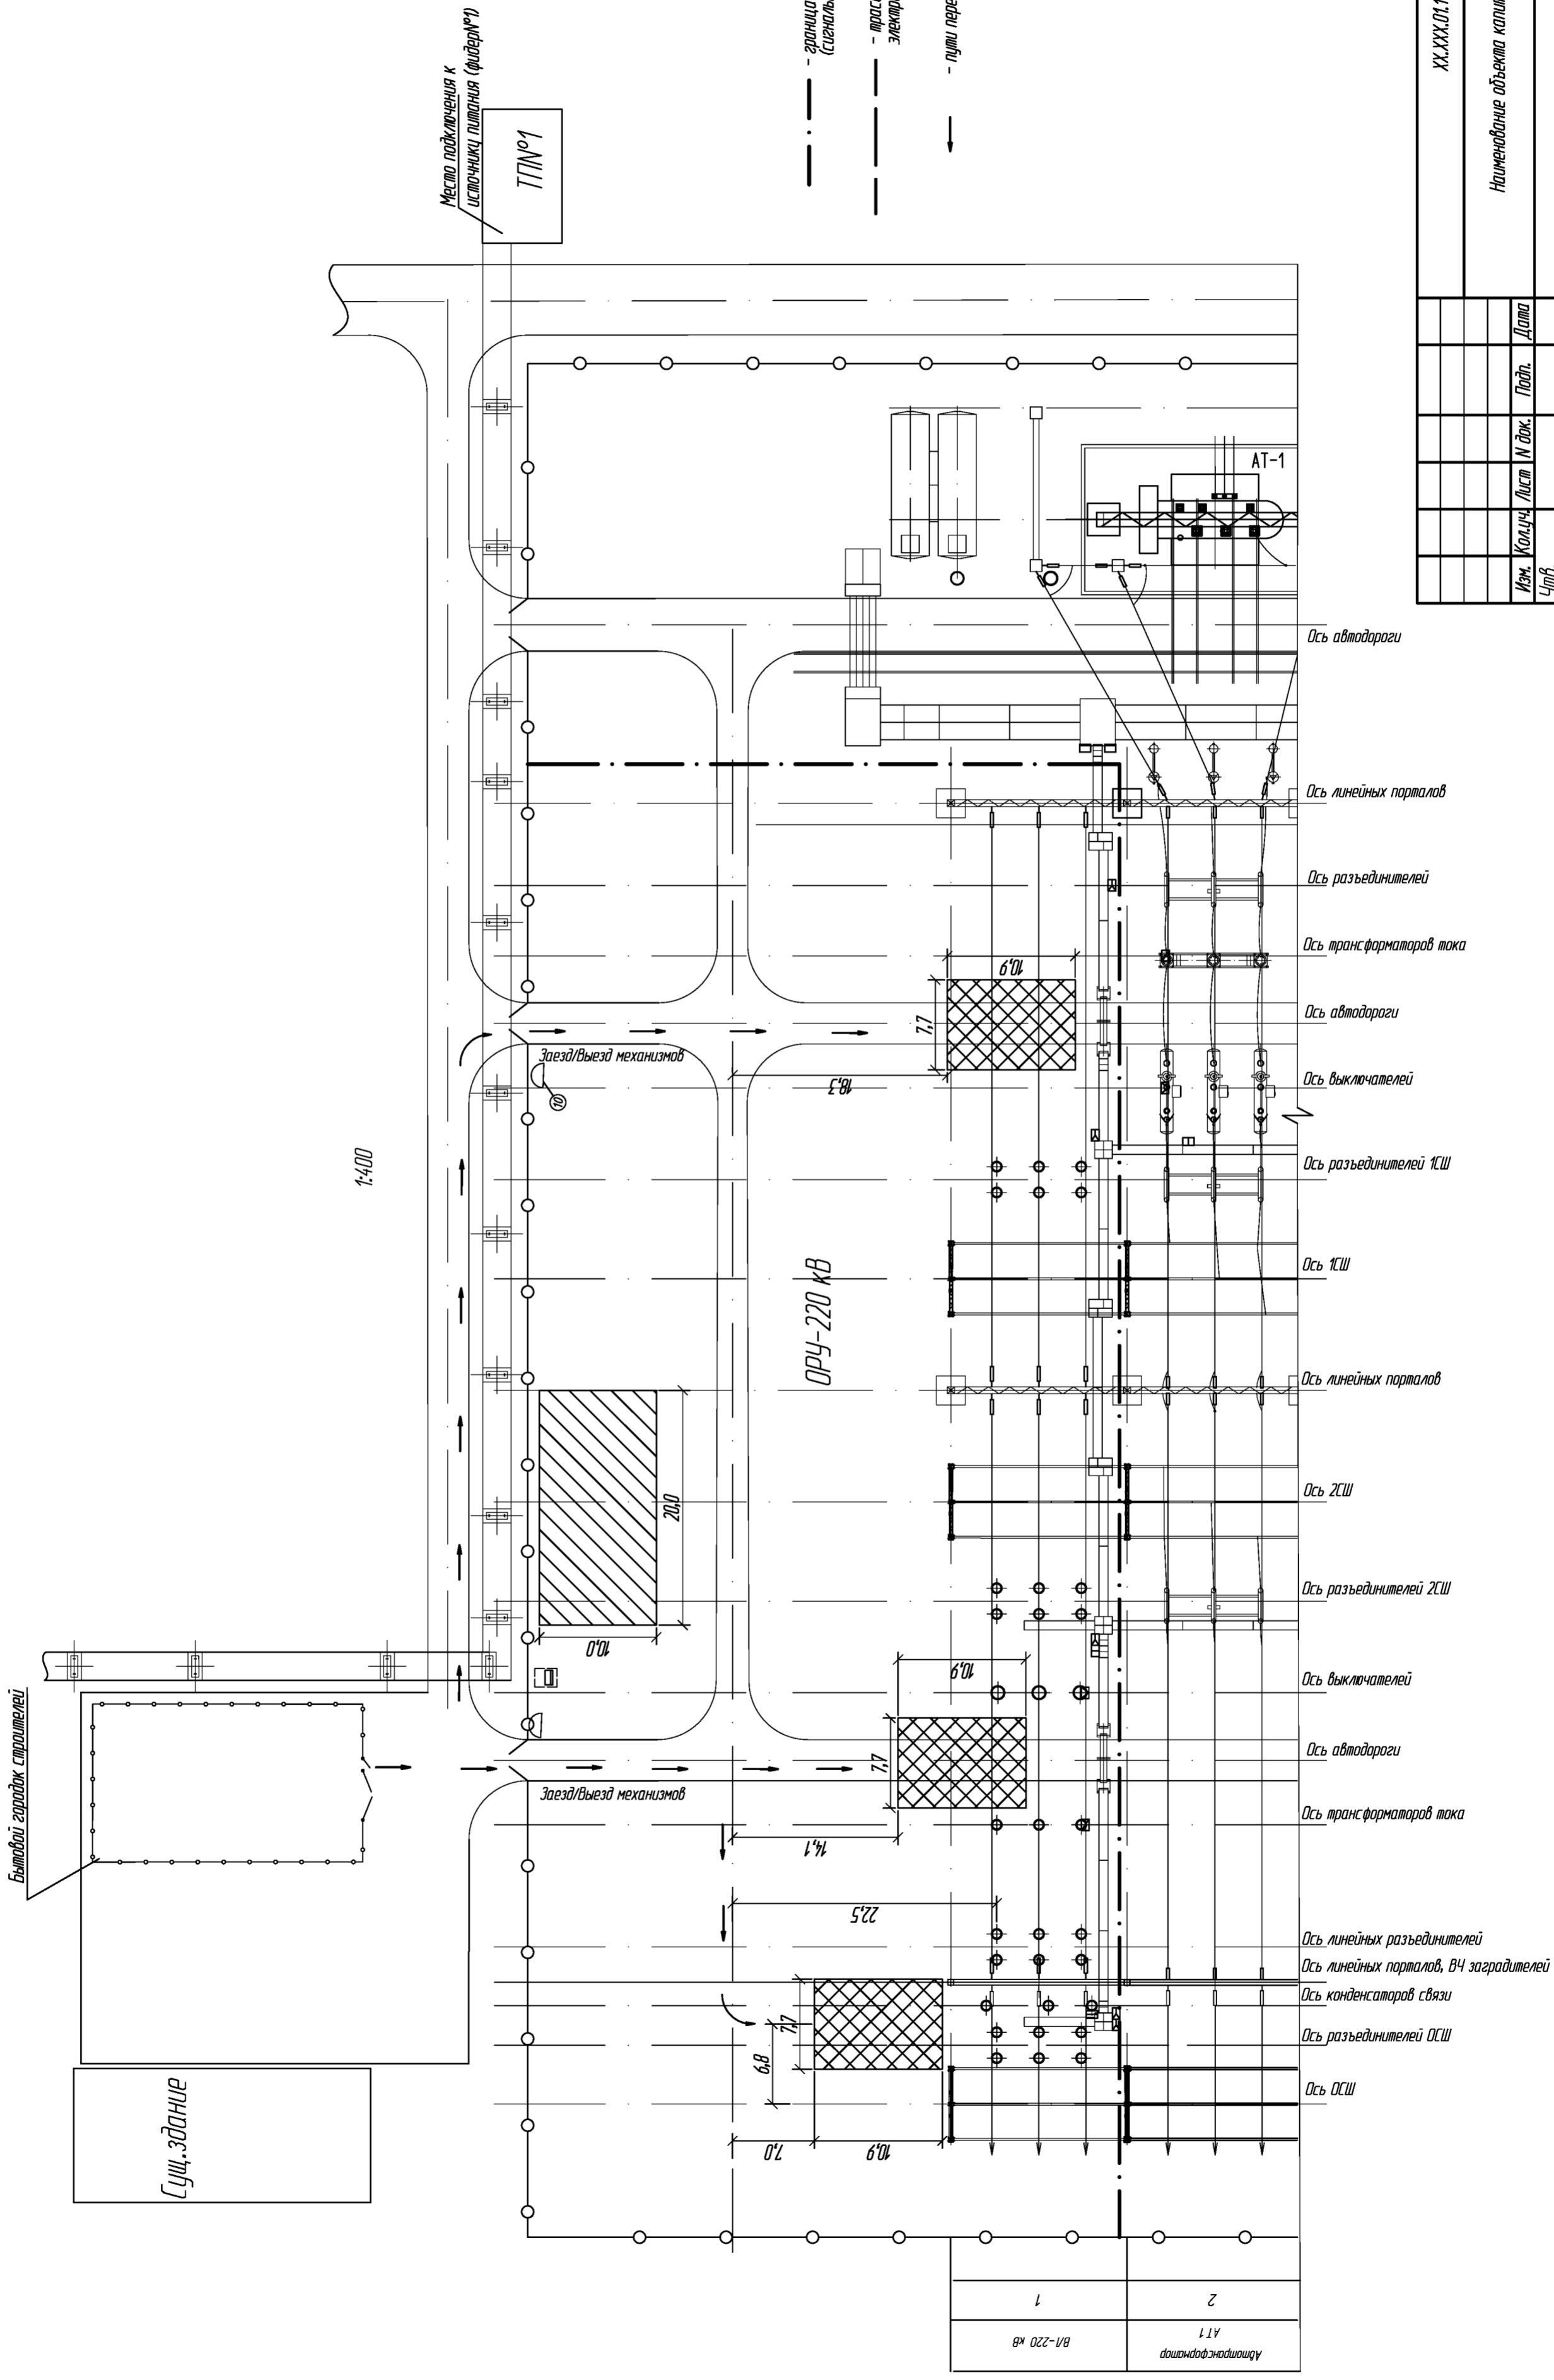 Место подключения к
источнику питания (фидер№1)
ТП№1
- граница
(сигналь
- трасс
электр
- пути пере
XX.XXX.01.1
Наименование объекта капит
Изм. Кол.уч. Лист N док. Подп. Дата
АТ-1
1:400
ОРУ-220 кВ
Заезд/Выезд механизмов
10
Заезд/Выезд механизмов
Бытовой городок строителей
Сущ.здание
10,9
7,7
18,3
20,0
10,0
10,9
7,7
14,1
22,5
7,7
6,8
7,0
10,9
Ось автодороги
Ось линейных порталов
Ось разъединителей
Ось трансформаторов тока
Ось автодороги
Ось выключателей
Ось разъединителей 1СШ
Ось 1СШ
Ось линейных порталов
Ось 2СШ
Ось разъединителей 2СШ
Ось выключателей
Ось автодороги
Ось трансформаторов тока
Ось линейных разъединителей
Ось линейных порталов, ВЧ заградителей
Ось конденсаторов связи
Ось разъединителей ОСШ
Ось ОСШ
1
2
ВЛ-220 кВ
Автотрансформатор
АТ1